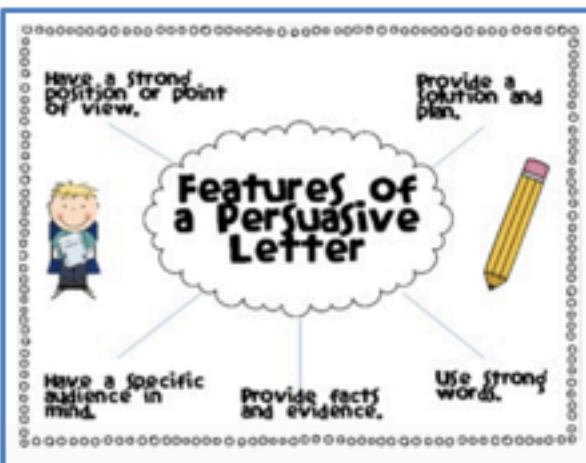 Have a strong
position or point
of view.
Provide a
solution and
plan.
Features of
a Persuasive
Letter
Have a specific
audience in
mind.
Provide facts
and evidence.
Use strong
words.